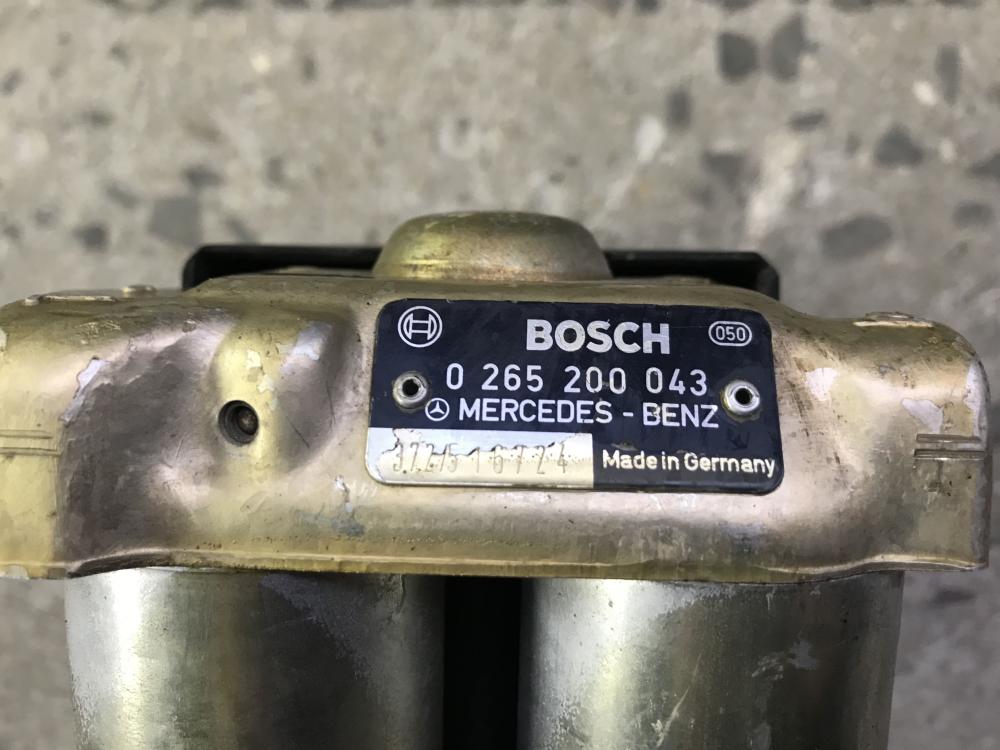 BOSCH
050
0 265 200 043
MERCEDES - BENZ
Made in Germany